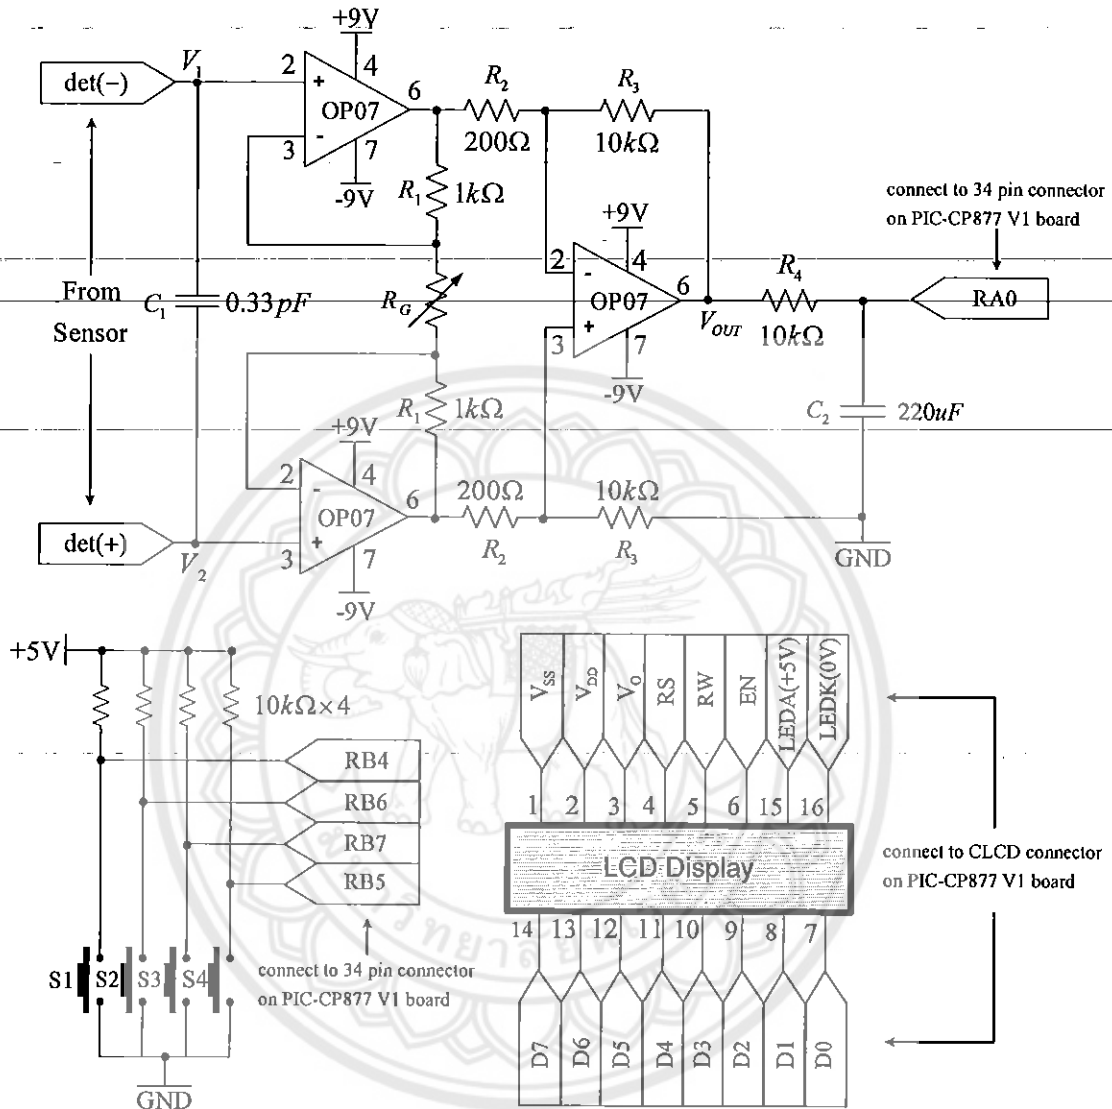 +9V
V1
det(−)
2
+
4
OP07
6
-
3
7
-9V
R2
200Ω
R3
10kΩ
R1
1kΩ
connect to 34 pin connector
on PIC-CP877 V1 board
+9V
2
-
4
OP07
6
+
3
7
-9V
VOUT
R4
10kΩ
RA0
From
Sensor
C1
0.33pF
RG
R1
1kΩ
C2
220uF
+9V
2
-
4
OP07
6
+
3
7
-9V
200Ω
R2
10kΩ
R3
det(+)
V2
GND
+5V
10kΩ×4
RB4
RB6
RB7
RB5
S1
S2
S3
S4
connect to 34 pin connector
on PIC-CP877 V1 board
GND
VSS
VDD
VO
RS
RW
EN
LEDA(+5V)
LEDK(0V)
1 2 3 4 5 6 15 16
LCD Display
14 13 12 11 10 9 8 7
D7
D6
D5
D4
D3
D2
D1
D0
connect to CLCD connector
on PIC-CP877 V1 board